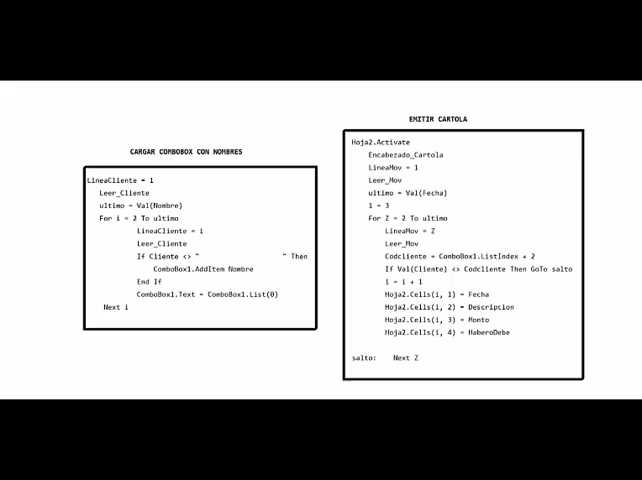 CARGAR COMBOBOX CON NOMBRES
LineaCliente = 1
Leer_Cliente
ultimo = Val(Nombre)
For i = 2 To ultimo
LineaCliente = i
Leer_Cliente
If Cliente <> "                    " Then
ComboBox1.AddItem Nombre
End If
ComboBox1.Text = ComboBox1.List(0)
Next i
EMITIR CARTOLA
Hoja2.Activate
Encabezado_Cartola
LineaMov = 1
Leer_Mov
ultimo = Val(Fecha)
i = 3
For Z = 2 To ultimo
LineaMov = Z
Leer_Mov
Codcliente = ComboBox1.ListIndex + 2
If Val(Cliente) <> Codcliente Then GoTo salto
i = i + 1
Hoja2.Cells(i, 1) = Fecha
Hoja2.Cells(i, 2) = Descripcion
Hoja2.Cells(i, 3) = Monto
Hoja2.Cells(i, 4) = HaberoDebe
salto:    Next Z